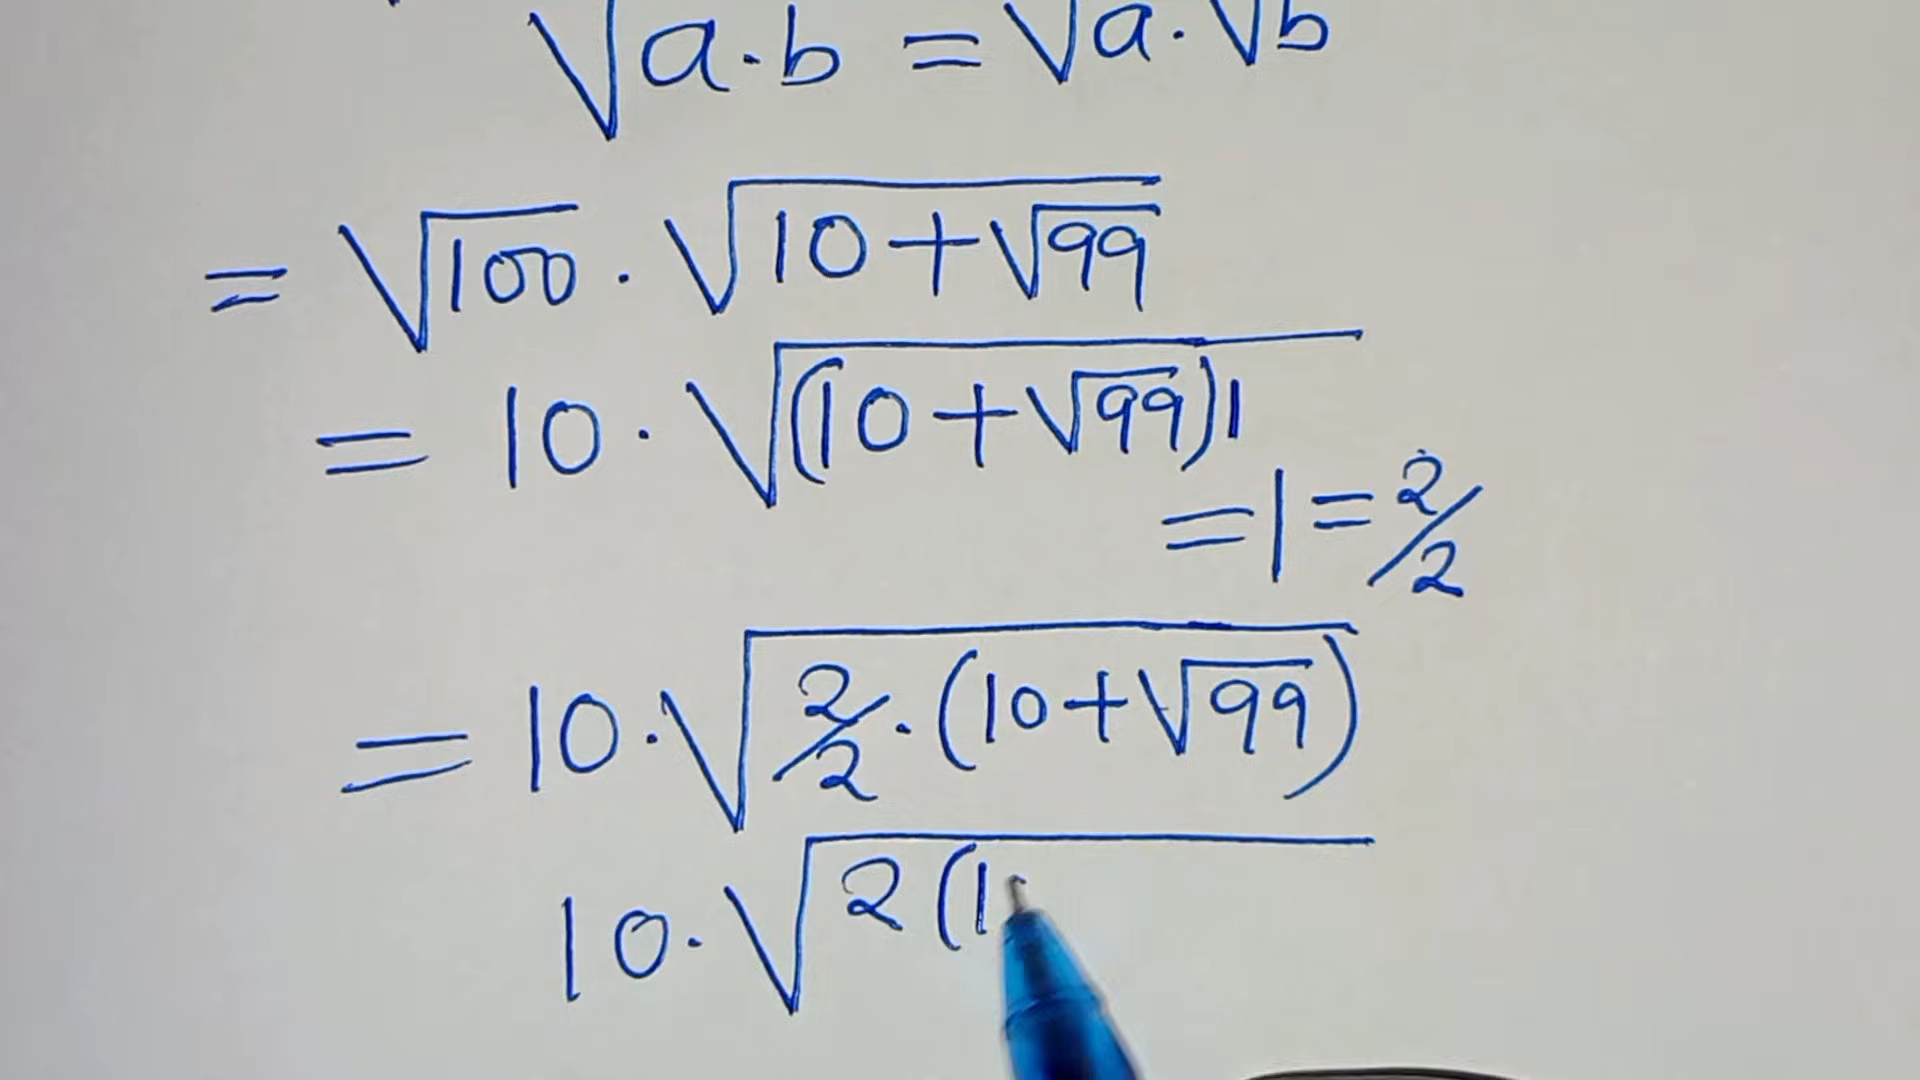 √a·b = √a·√b
= √100 · √(10+√99)
= 10 · √((10+√99)1)
= 1 = 2/2
= 10·√(2/2·(10+√99))
10·√(2(1